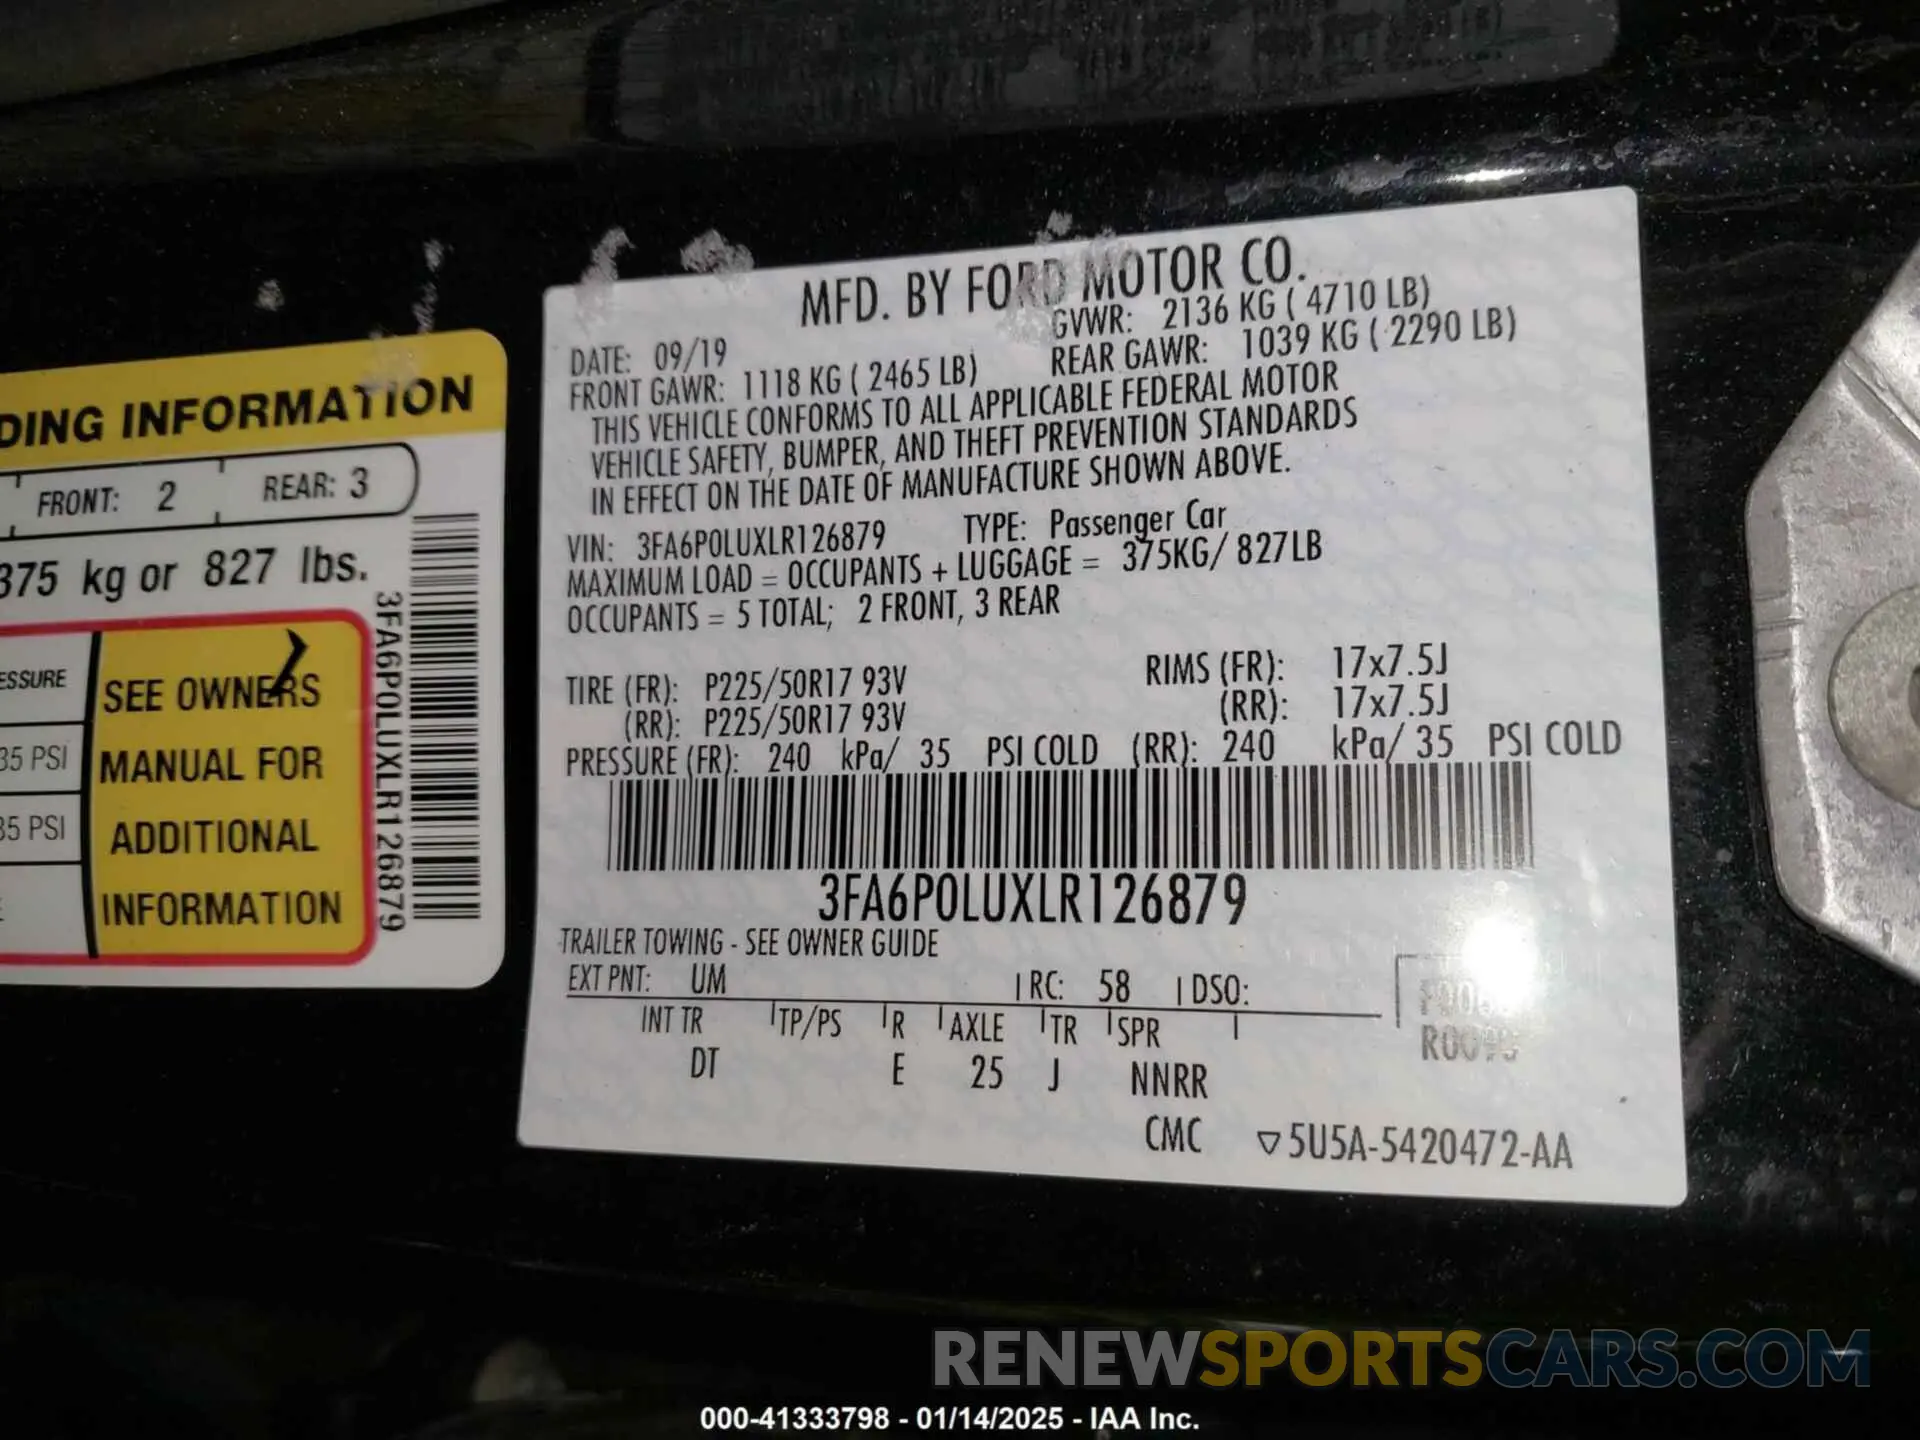 DING INFORMATION
FRONT: 2 REAR: 3
375 kg or 827 lbs.
ESSURE
35 PSI
35 PSI
SEE OWNERS
MANUAL FOR
ADDITIONAL
INFORMATION
3FA6P0LUXLR126879
MFD. BY FORD MOTOR CO.
DATE: 09/19 GVWR: 2136 KG ( 4710 LB)
FRONT GAWR: 1118 KG ( 2465 LB) REAR GAWR: 1039 KG ( 2290 LB)
THIS VEHICLE CONFORMS TO ALL APPLICABLE FEDERAL MOTOR
VEHICLE SAFETY, BUMPER, AND THEFT PREVENTION STANDARDS
IN EFFECT ON THE DATE OF MANUFACTURE SHOWN ABOVE.
VIN: 3FA6P0LUXLR126879 TYPE: Passenger Car
MAXIMUM LOAD = OCCUPANTS + LUGGAGE = 375KG/ 827LB
OCCUPANTS = 5 TOTAL; 2 FRONT, 3 REAR
TIRE (FR): P225/50R17 93V RIMS (FR): 17x7.5J
(RR): P225/50R17 93V (RR): 17x7.5J
PRESSURE (FR): 240 kPa/ 35 PSI COLD (RR): 240 kPa/ 35 PSI COLD
3FA6P0LUXLR126879
TRAILER TOWING - SEE OWNER GUIDE
EXT PNT: UM RC: 58 DSO:
INT TR TP/PS R AXLE TR SPR
DT E 25 J NNRR
CMC ▽5U5A-5420472-AA
RENEWSPORTSCARS.COM
000-41333798 - 01/14/2025 - IAA Inc.